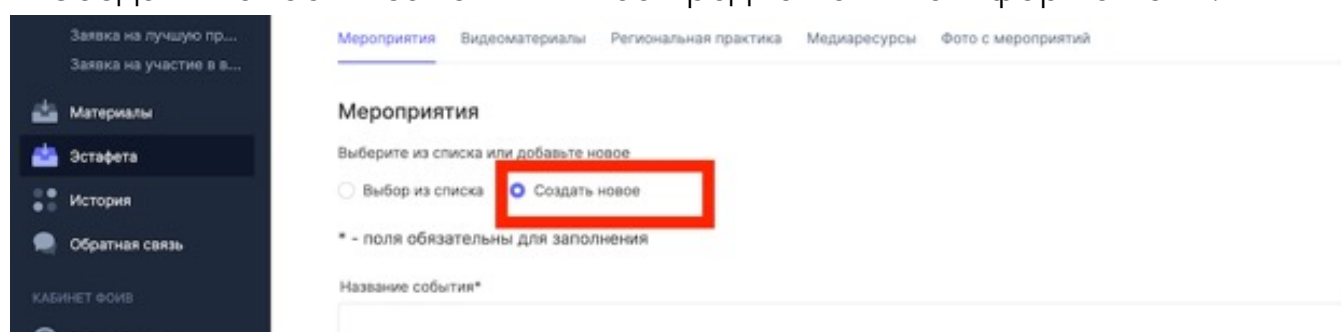 Заявка на лучшую пр...
Заявка на участие в в...
Материалы
Эстафета
История
Обратная связь
КАБИНЕТ ФОИВ
Мероприятия Видеоматериалы Региональная практика Медиаресурсы Фото с мероприятий
Мероприятия
Выберите из списка или добавьте новое
Выбор из списка Создать новое
* - поля обязательны для заполнения
Название события*